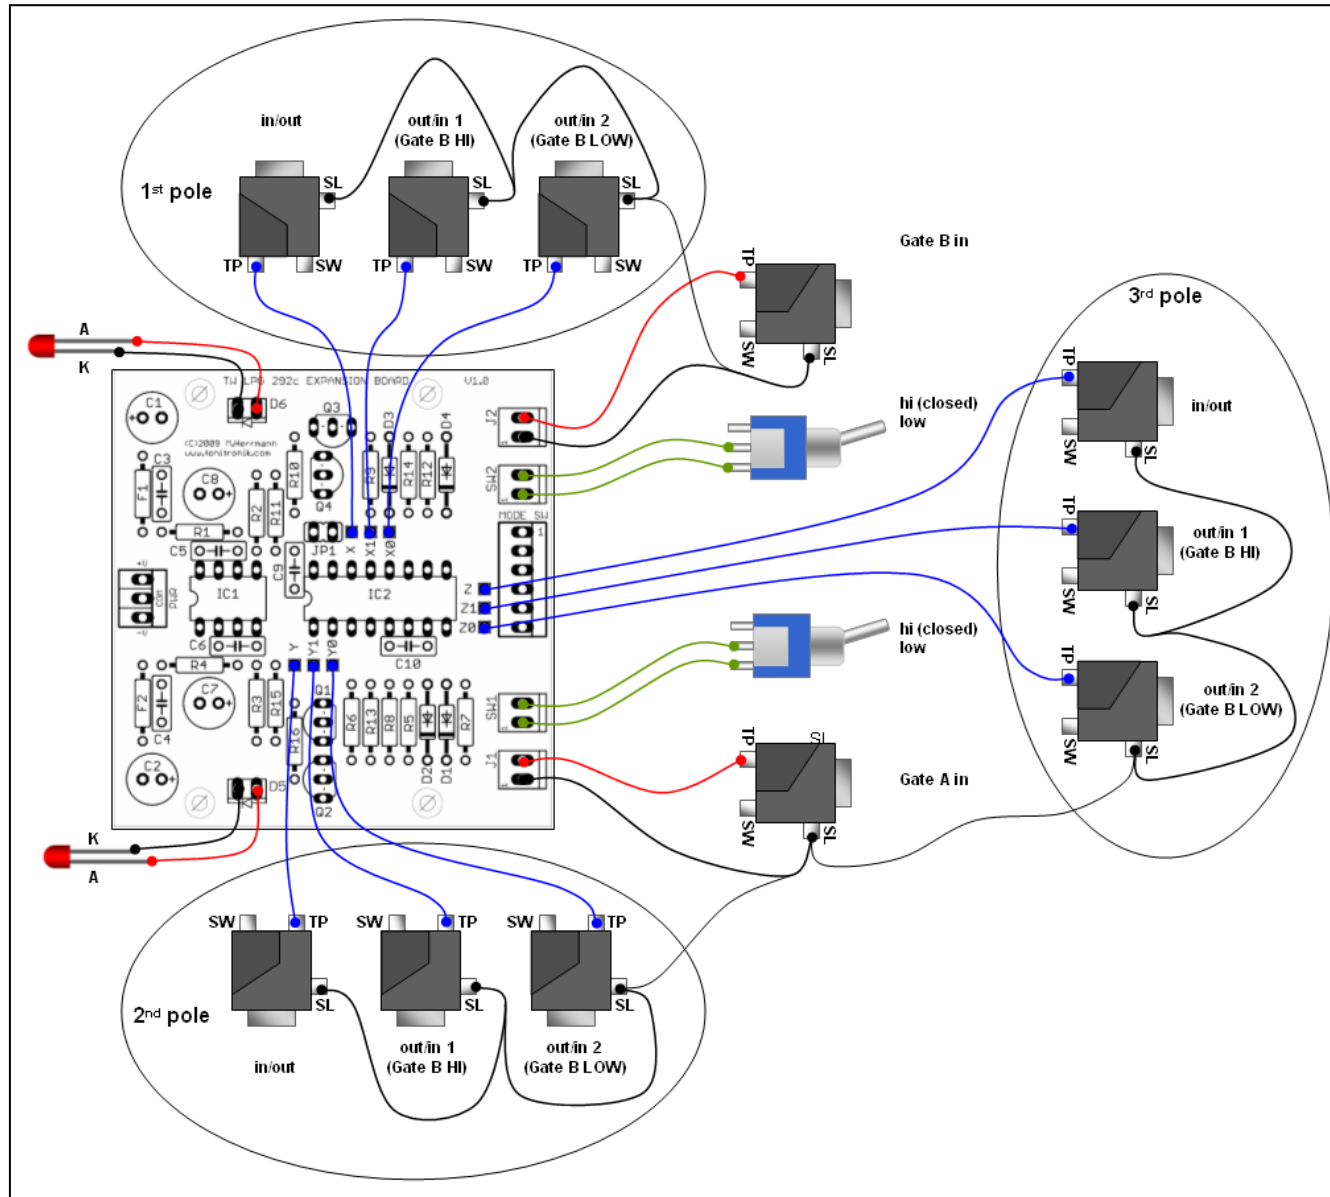 in/out
out/in 1
(Gate B HI)
out/in 2
(Gate B LOW)
1st pole
SL
SL
SL
TP
SW
TP
TP
SW
Gate B in
TP
SW
SL
3rd pole
TP
SW
SL
in/out
TP
SW
SL
out/in 1
(Gate B HI)
TP
SW
SL
out/in 2
(Gate B LOW)
A
K
TW LPG 292c EXPANSION BOARD V1.0
C1
D6
Q3
D3
D4
J2
(C)2009 M.Herrmann
www.tonitronik.com
C3
F1
C8
R2
R11
R10
Q4
R9
R14
R12
SW2
hi (closed)
low
R1
C5
JP1
X
X1
X0
MODE SW
1
C9
+U
COM
-U
PWR
IC1
IC2
Z
Z1
Z0
C6
C10
R4
Y
Y1
Y0
hi (closed)
low
F2
C4
C7
R3
R15
R16
Q1
R6
R13
R8
R5
R7
SW1
C2
D5
Q2
D2
D1
J1
TP
SW
SL
SL
Gate A in
K
A
SW
TP
SW
TP
SW
TP
SL
SL
SL
2nd pole
in/out
out/in 1
(Gate B HI)
out/in 2
(Gate B LOW)